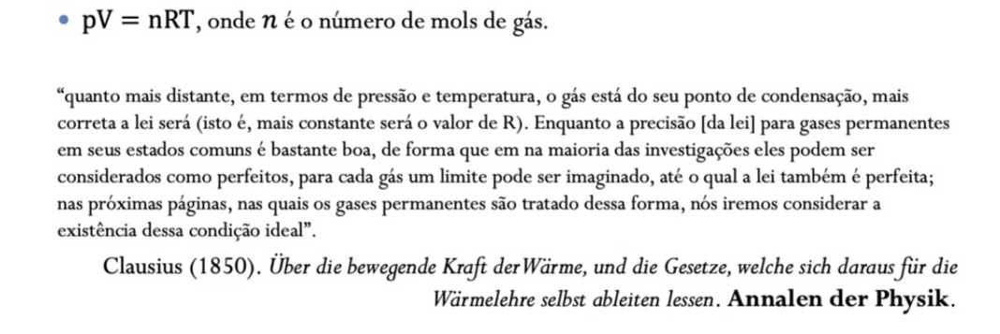 • pV = nRT, onde n é o número de mols de gás.
“quanto mais distante, em termos de pressão e temperatura, o gás está do seu ponto de condensação, mais
correta a lei será (isto é, mais constante será o valor de R). Enquanto a precisão [da lei] para gases permanentes
em seus estados comuns é bastante boa, de forma que em na maioria das investigações eles podem ser
considerados como perfeitos, para cada gás um limite pode ser imaginado, até o qual a lei também é perfeita;
nas próximas páginas, nas quais os gases permanentes são tratado dessa forma, nós iremos considerar a
existência dessa condição ideal”.
Clausius (1850). Über die bewegende Kraft der Wärme, und die Gesetze, welche sich daraus für die
Wärmelehre selbst ableiten lessen. Annalen der Physik.